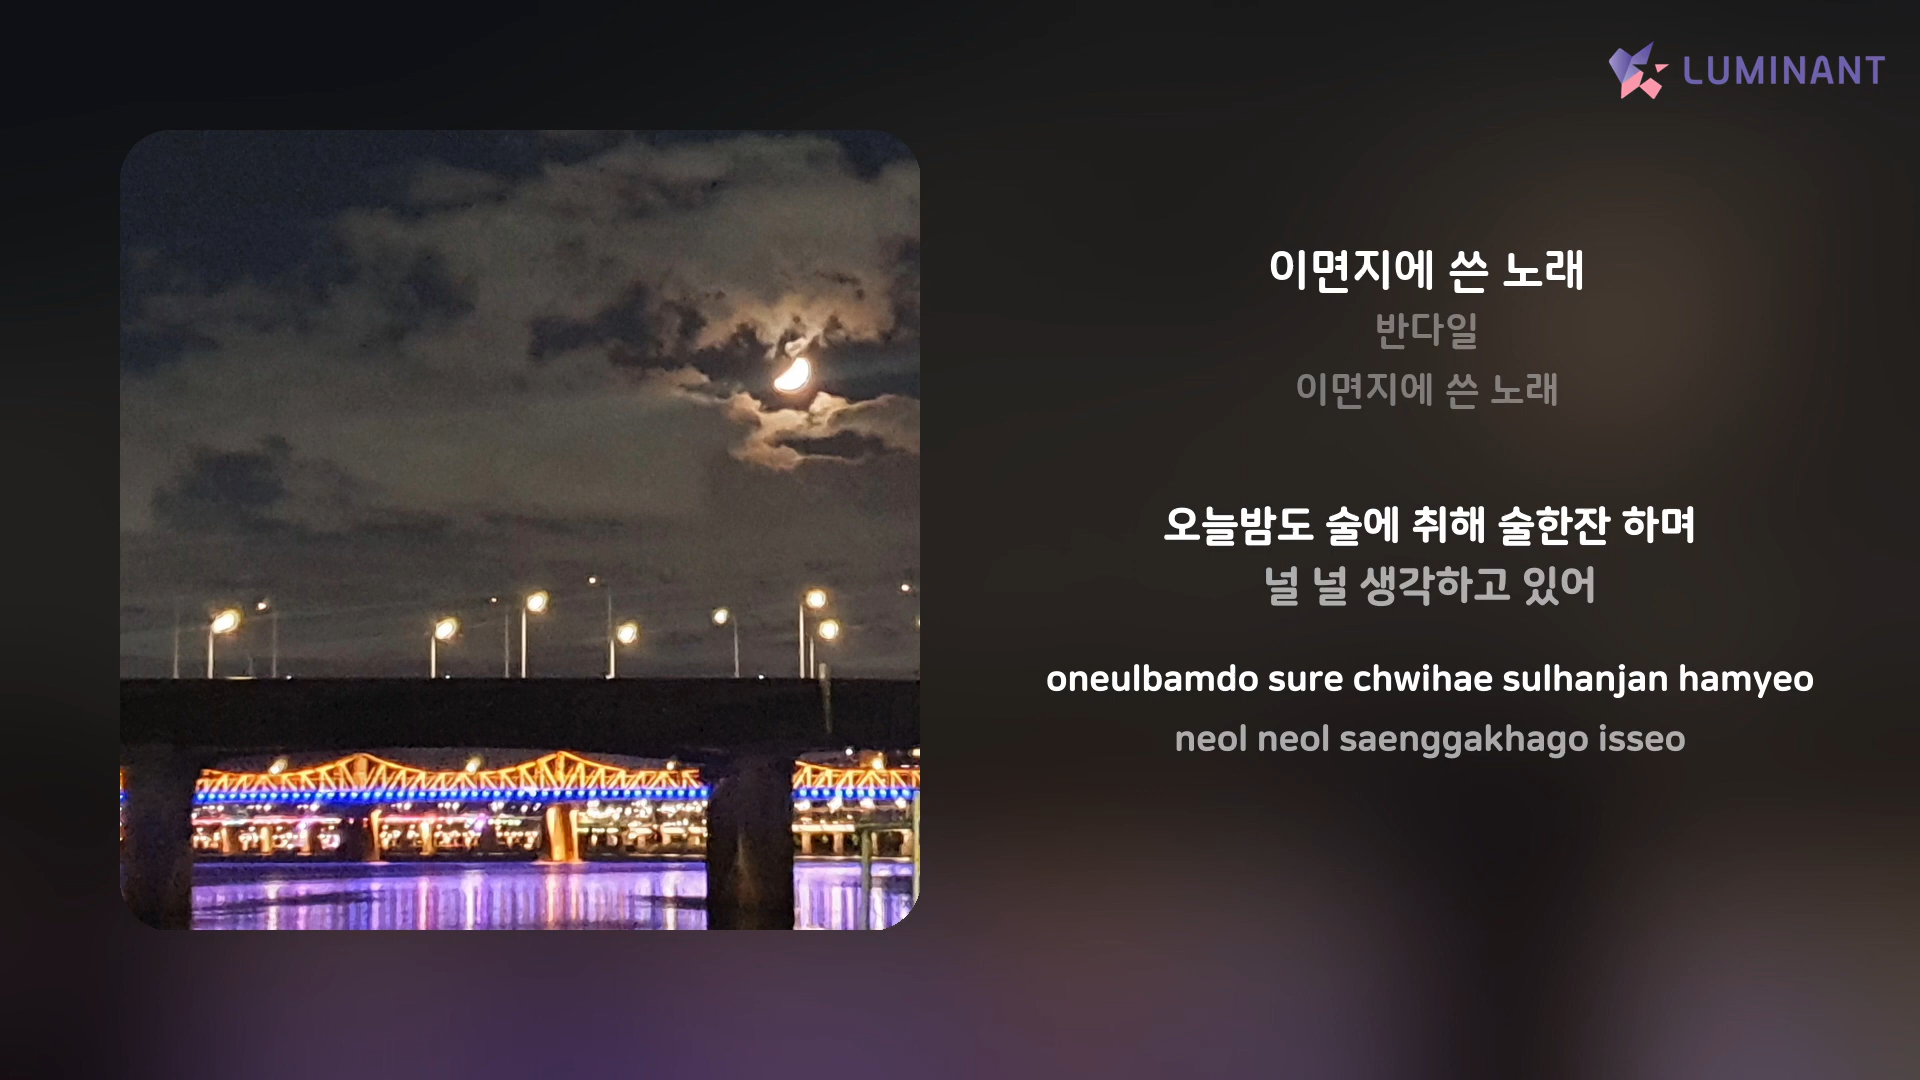 LUMINANT
이면지에 쓴 노래
반다일
이면지에 쓴 노래
오늘밤도 술에 취해 술한잔 하며
널 널 생각하고 있어
oneulbamdo sure chwihae sulhanjan hamyeo
neol neol saenggakhago isseo